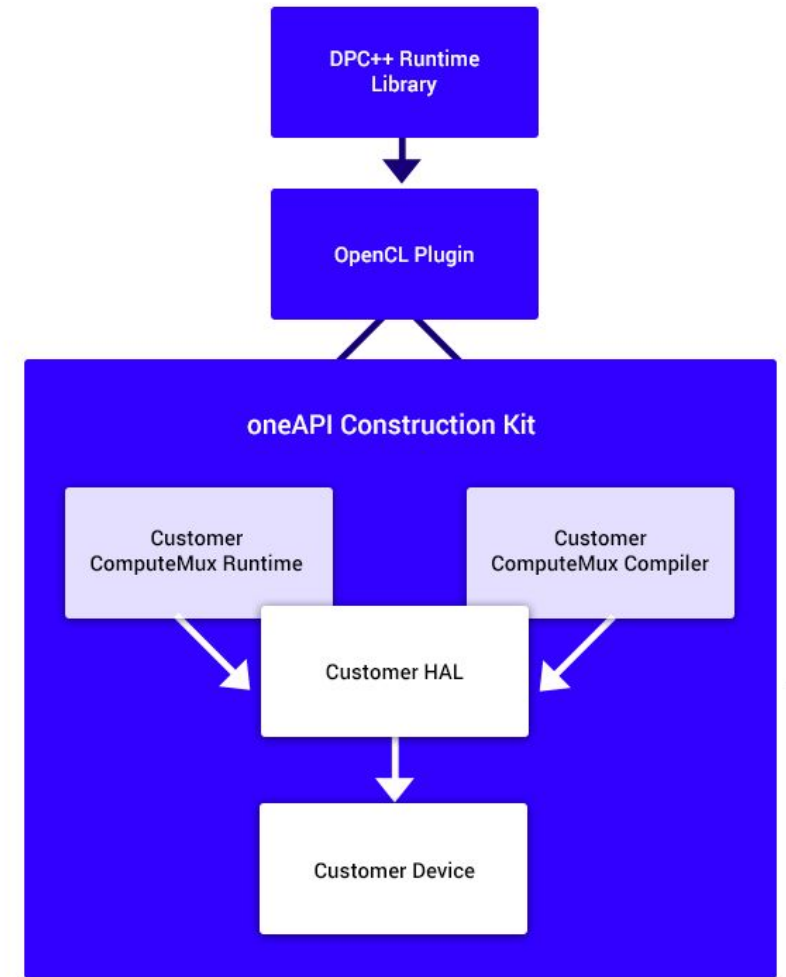 DPC++ Runtime
Library
OpenCL Plugin
oneAPI Construction Kit
Customer
ComputeMux Runtime
Customer
ComputeMux Compiler
Customer HAL
Customer Device